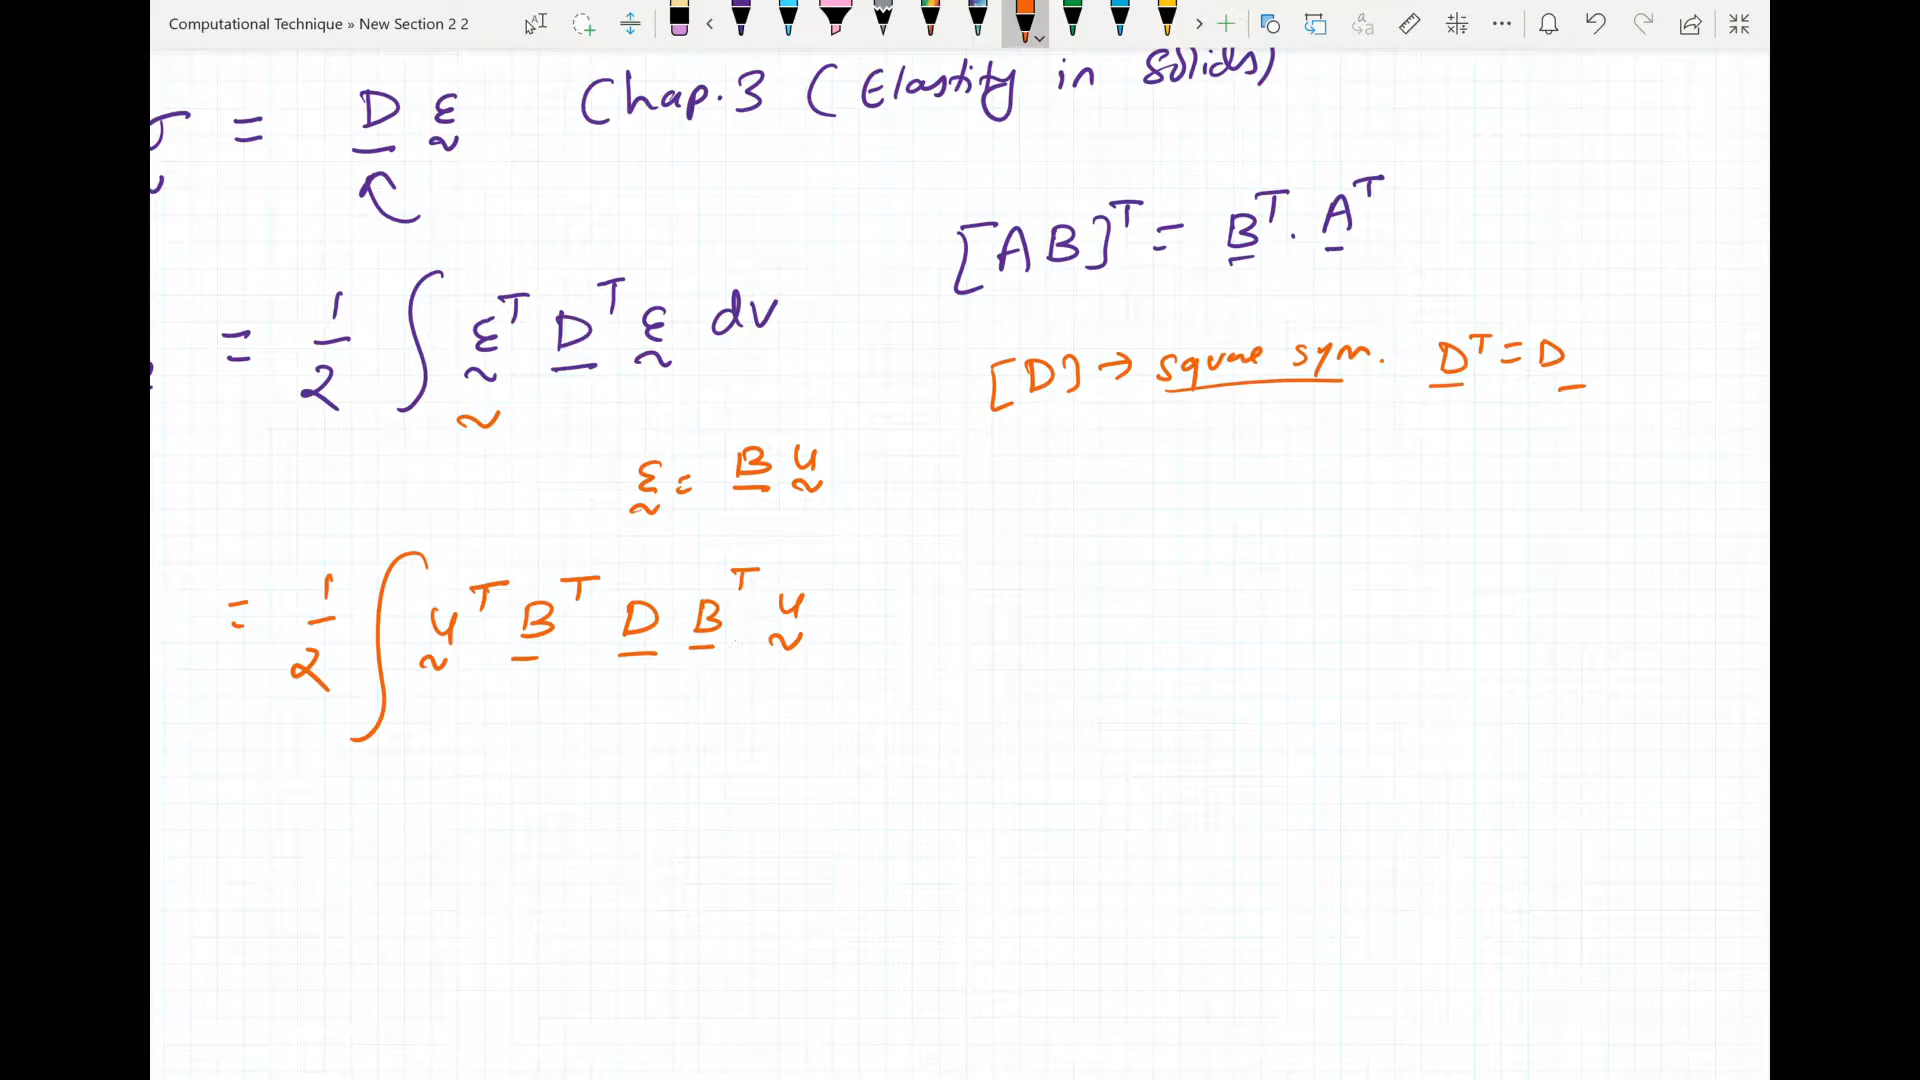 Computational Technique » New Section 2 2
Chap. 3 (Elastity in Solids)
σ = D ε
[AB]ᵀ = Bᵀ . Aᵀ
= 1/2 ∫ εᵀ Dᵀ ε dv
[D] → square sym. Dᵀ = D
ε = B u
= 1/2 ∫ uᵀ Bᵀ D Bᵀ u